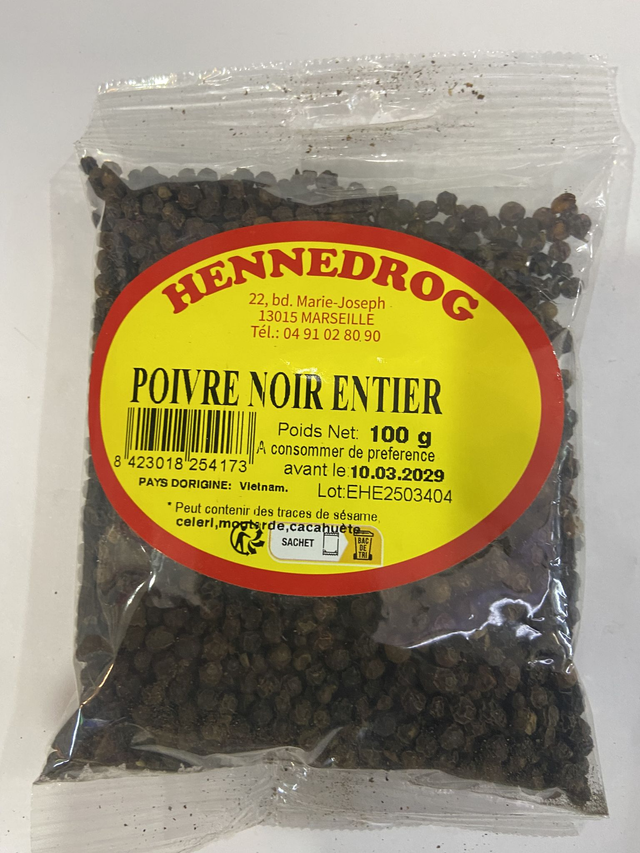 HENNEDROG
22, bd. Marie-Joseph
13015 MARSEILLE
Tél.: 04 91 02 80 90
POIVRE NOIR ENTIER
Poids Net: 100 g
A consommer de preference
avant le 10.03.2029
8 423018 254173
PAYS DORIGINE: Vietnam.
Lot:EHE2503404
* Peut contenir des traces de sésame,
celeri,moutarde,cacahuète
SACHET
BAC
DE
TRI